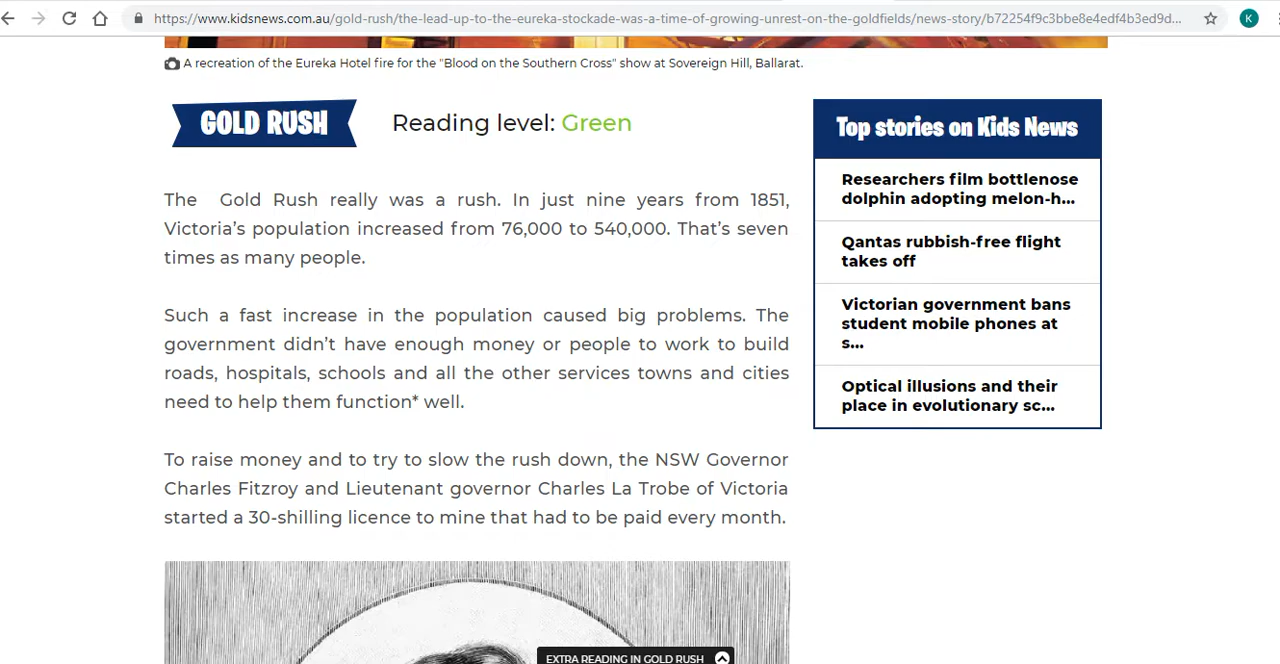 https://www.kidsnews.com.au/gold-rush/the-lead-up-to-the-eureka-stockade-was-a-time-of-growing-unrest-on-the-goldfields/news-story/b72254f9c3bbe8e4edf4b3ed9d...
K
A recreation of the Eureka Hotel fire for the "Blood on the Southern Cross" show at Sovereign Hill, Ballarat.
GOLD RUSH
Reading level: Green
The Gold Rush really was a rush. In just nine years from 1851,
Victoria’s population increased from 76,000 to 540,000. That’s seven
times as many people.
Such a fast increase in the population caused big problems. The
government didn’t have enough money or people to work to build
roads, hospitals, schools and all the other services towns and cities
need to help them function* well.
To raise money and to try to slow the rush down, the NSW Governor
Charles Fitzroy and Lieutenant governor Charles La Trobe of Victoria
started a 30-shilling licence to mine that had to be paid every month.
EXTRA READING IN GOLD RUSH
Top stories on Kids News
Researchers film bottlenose
dolphin adopting melon-h...
Qantas rubbish-free flight
takes off
Victorian government bans
student mobile phones at
s...
Optical illusions and their
place in evolutionary sc...